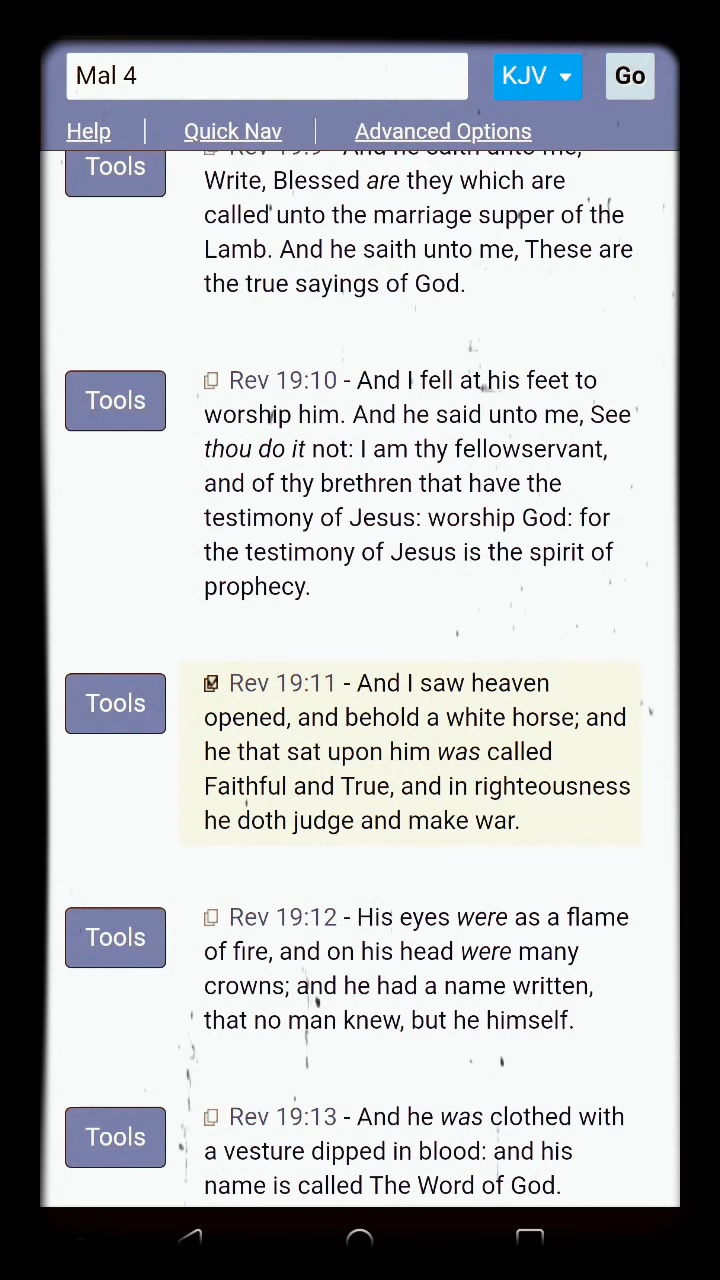 Mal 4
KJV
Go
Help
Quick Nav
Advanced Options
Tools
Rev 19:9 - And he saith unto me,
Write, Blessed are they which are
called unto the marriage supper of the
Lamb. And he saith unto me, These are
the true sayings of God.
Tools
Rev 19:10 - And I fell at his feet to
worship him. And he said unto me, See
thou do it not: I am thy fellowservant,
and of thy brethren that have the
testimony of Jesus: worship God: for
the testimony of Jesus is the spirit of
prophecy.
Tools
Rev 19:11 - And I saw heaven
opened, and behold a white horse; and
he that sat upon him was called
Faithful and True, and in righteousness
he doth judge and make war.
Tools
Rev 19:12 - His eyes were as a flame
of fire, and on his head were many
crowns; and he had a name written,
that no man knew, but he himself.
Tools
Rev 19:13 - And he was clothed with
a vesture dipped in blood: and his
name is called The Word of God.